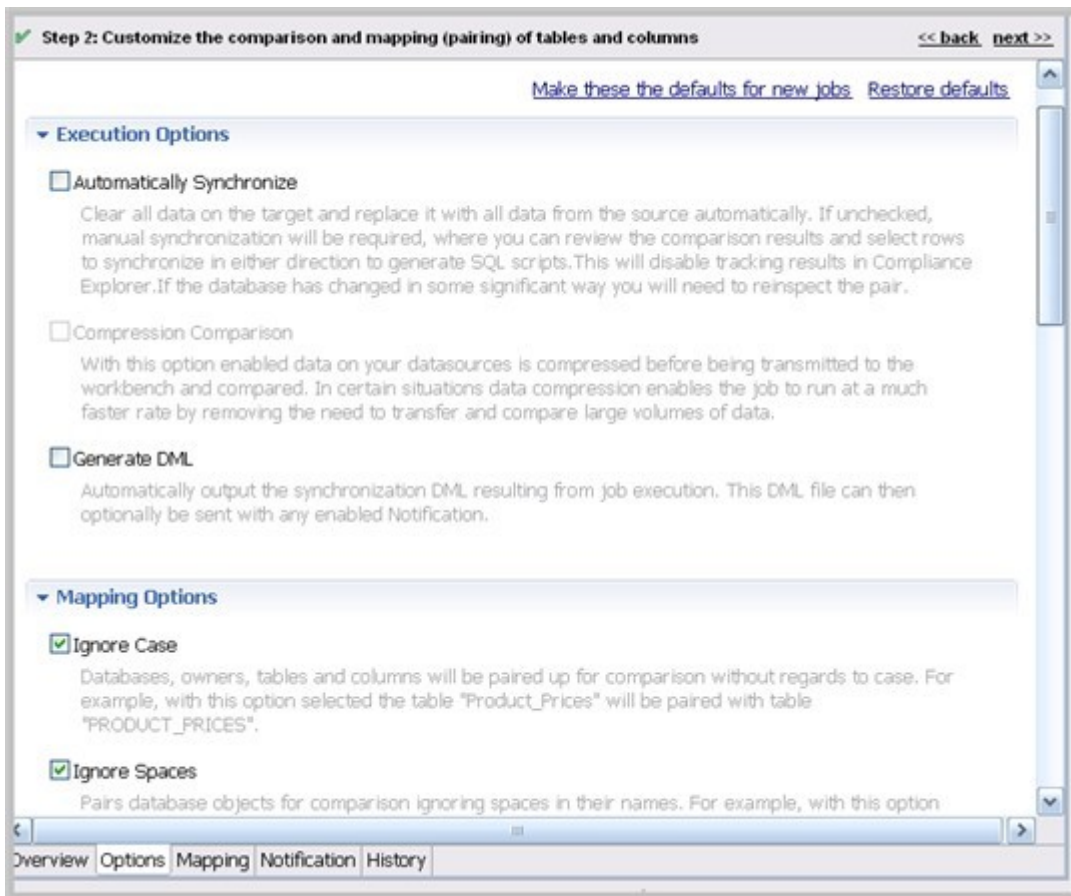 Step 2: Customize the comparison and mapping (pairing) of tables and columns
<< back next >>
Make these the defaults for new jobs Restore defaults
Execution Options
Automatically Synchronize
Clear all data on the target and replace it with all data from the source automatically. If unchecked,
manual synchronization will be required, where you can review the comparison results and select rows
to synchronize in either direction to generate SQL scripts.This will disable tracking results in Compliance
Explorer.If the database has changed in some significant way you will need to reinspect the pair.
Compression Comparison
With this option enabled data on your datasources is compressed before being transmitted to the
workbench and compared. In certain situations data compression enables the job to run at a much
faster rate by removing the need to transfer and compare large volumes of data.
Generate DML
Automatically output the synchronization DML resulting from job execution. This DML file can then
optionally be sent with any enabled Notification.
Mapping Options
Ignore Case
Databases, owners, tables and columns will be paired up for comparison without regards to case. For
example, with this option selected the table "Product_Prices" will be paired with table
"PRODUCT_PRICES".
Ignore Spaces
Pairs database objects for comparison ignoring spaces in their names. For example, with this option
Overview Options Mapping Notification History